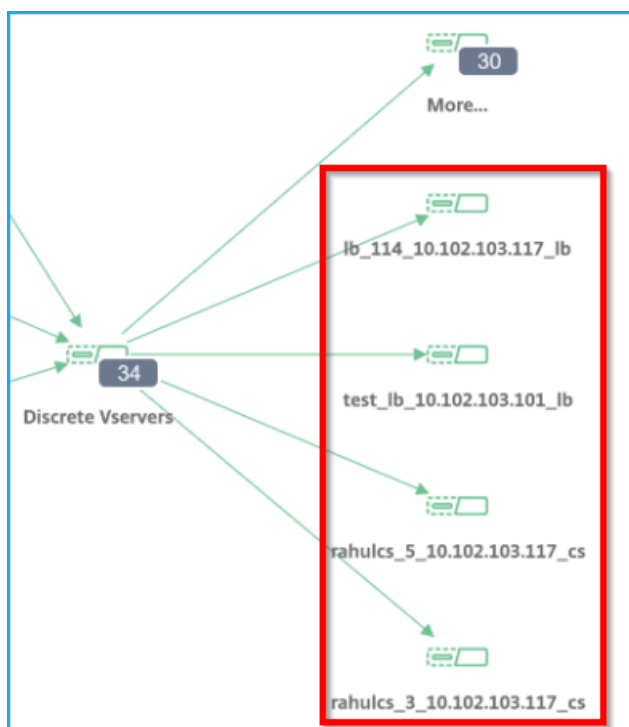 30
More...
lb_114_10.102.103.117_lb
test_lb_10.102.103.101_lb
34
Discrete Vservers
rahulcs_5_10.102.103.117_cs
rahulcs_3_10.102.103.117_cs